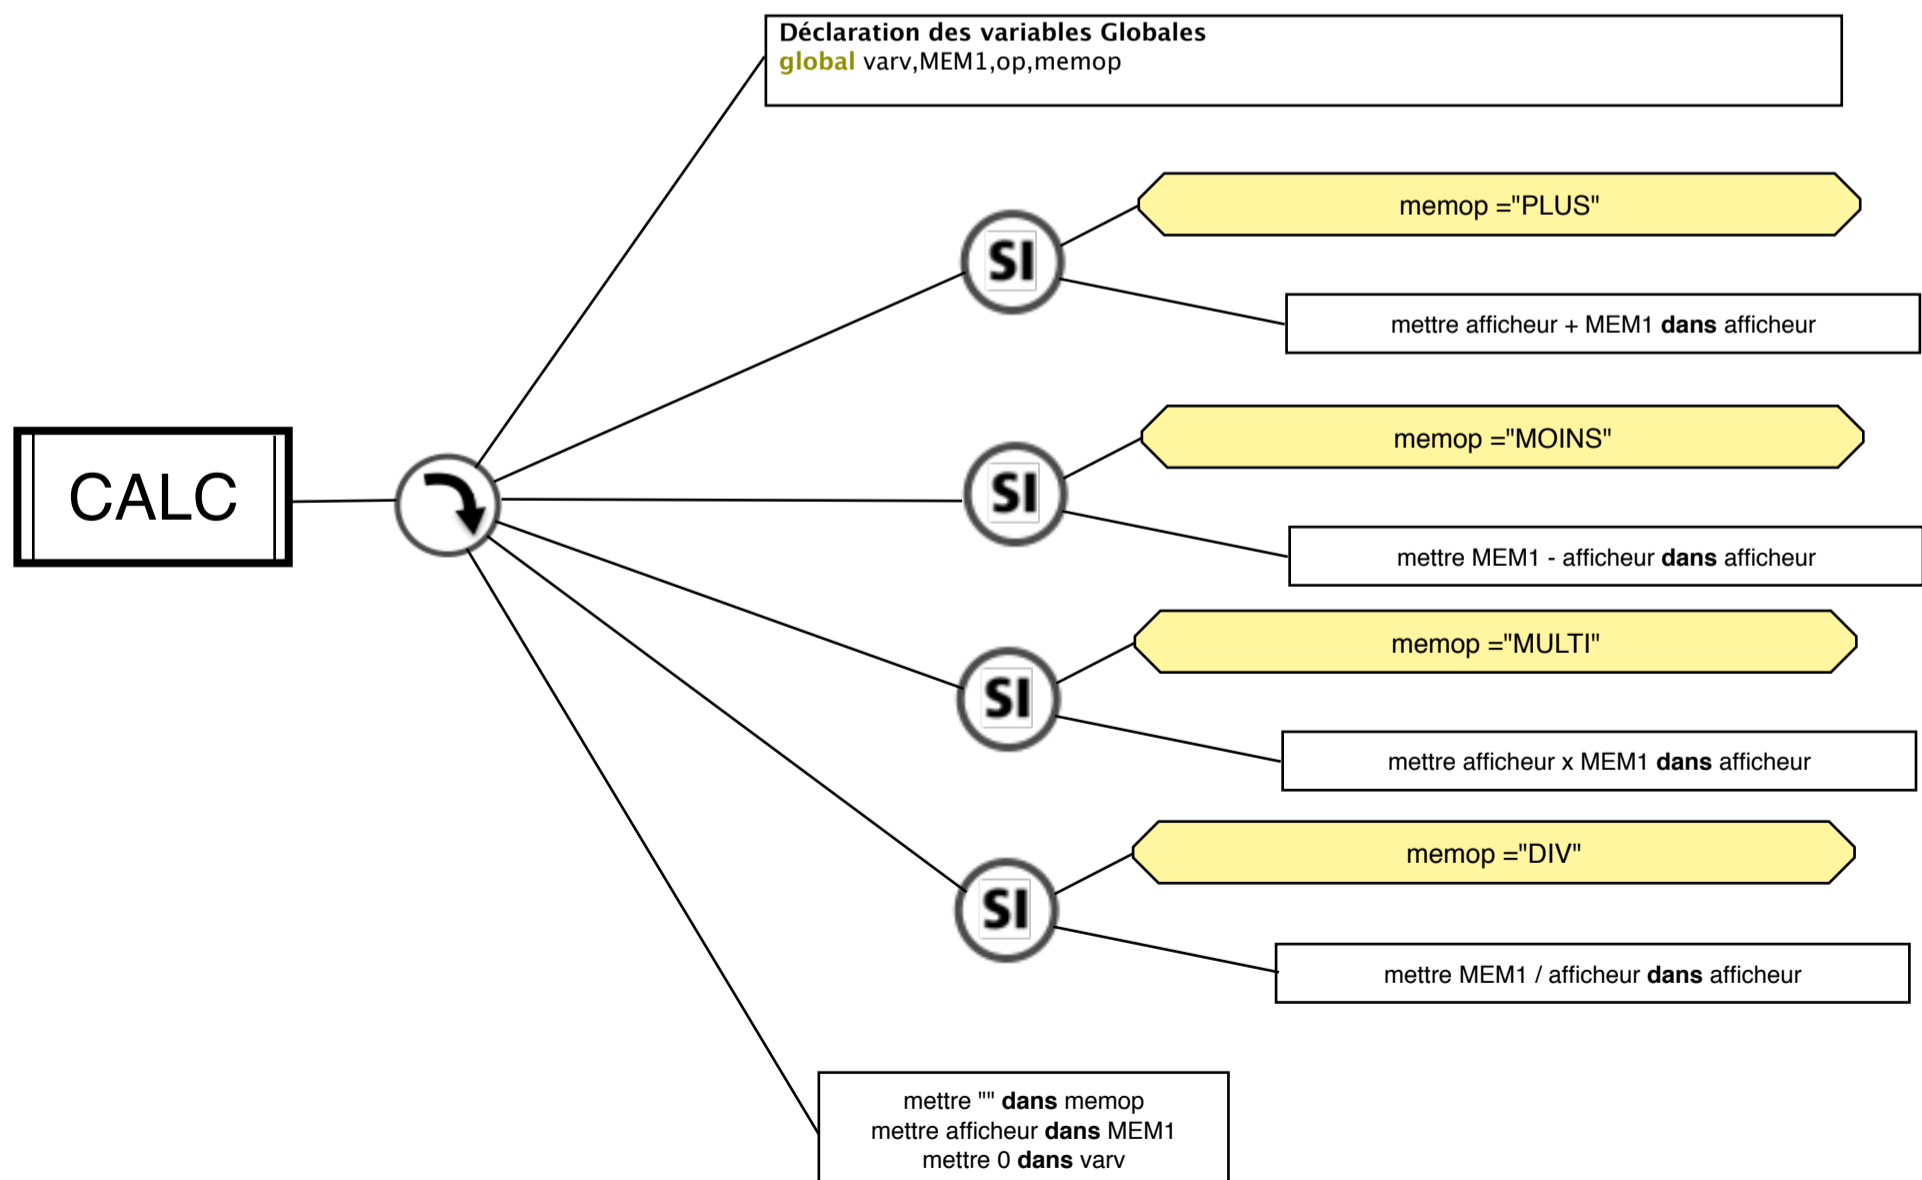 Déclaration des variables Globales
global varv,MEM1,op,memop
SI
memop ="PLUS"
mettre afficheur + MEM1 dans afficheur
CALC
SI
memop ="MOINS"
mettre MEM1 - afficheur dans afficheur
SI
memop ="MULTI"
mettre afficheur x MEM1 dans afficheur
SI
memop ="DIV"
mettre MEM1 / afficheur dans afficheur
mettre "" dans memop
mettre afficheur dans MEM1
mettre 0 dans varv